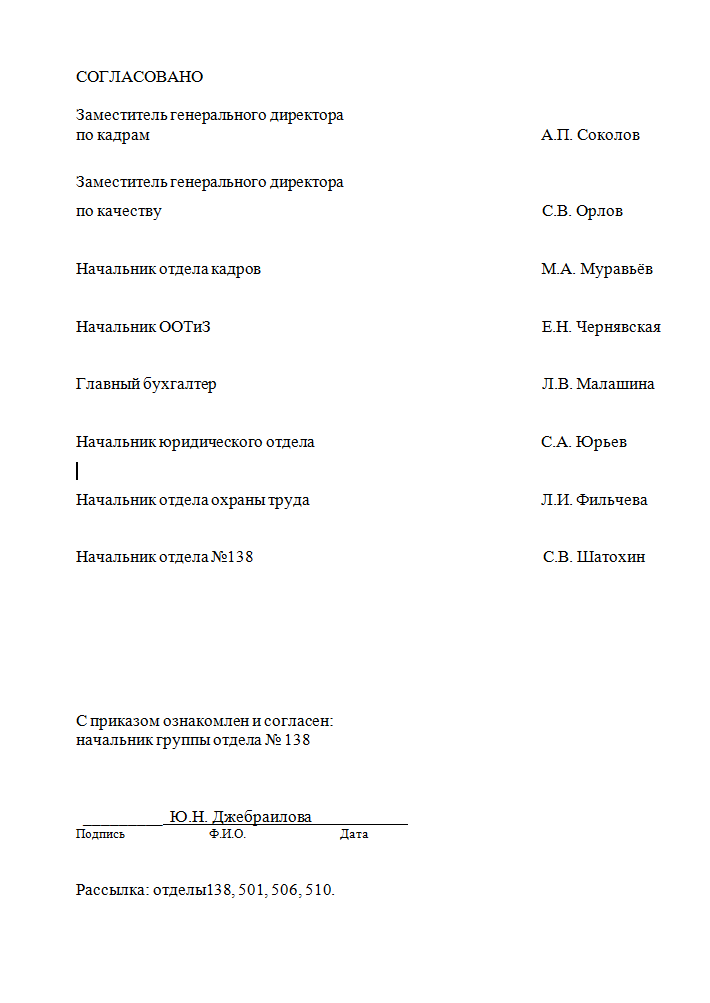 СОГЛАСОВАНО
Заместитель генерального директора
по кадрам А.П. Соколов
Заместитель генерального директора
по качеству С.В. Орлов
Начальник отдела кадров М.А. Муравьёв
Начальник ООТиЗ Е.Н. Чернявская
Главный бухгалтер Л.В. Малашина
Начальник юридического отдела С.А. Юрьев
Начальник отдела охраны труда Л.И. Фильчева
Начальник отдела №138 С.В. Шатохин
С приказом ознакомлен и согласен:
начальник группы отдела № 138
__________ Ю.Н. Джебраилова____________
Подпись Ф.И.О. Дата
Рассылка: отделы138, 501, 506, 510.